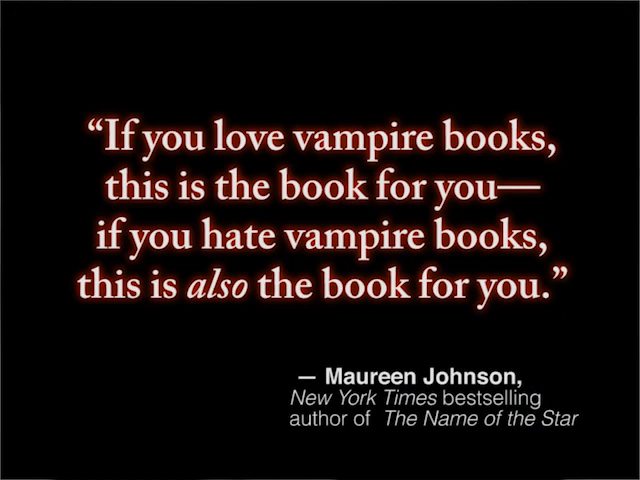 “If you love vampire books,
this is the book for you—
if you hate vampire books,
this is also the book for you.”
— Maureen Johnson,
New York Times bestselling
author of The Name of the Star